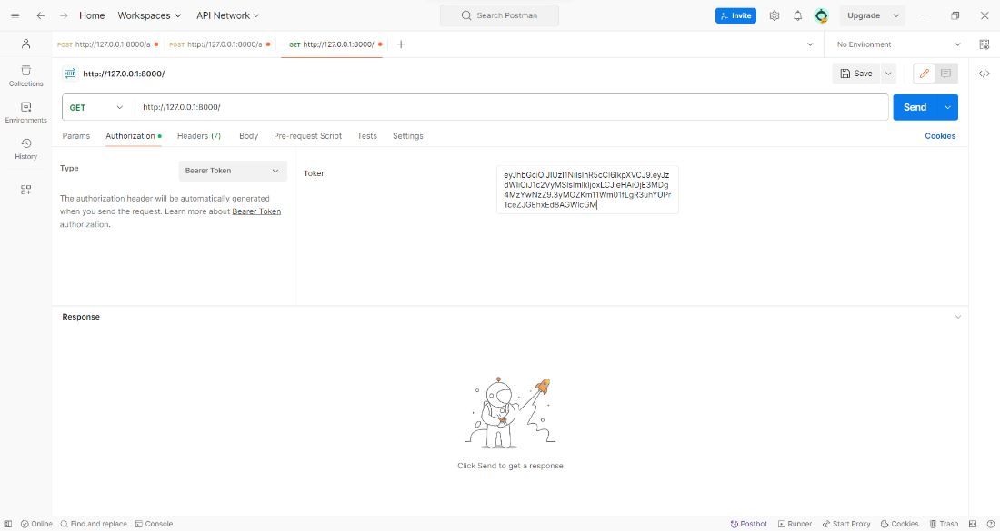 Home Workspaces API Network Search Postman Invite Upgrade
POST http://127.0.0.1:8000/a POST http://127.0.0.1:8000/a GET http://127.0.0.1:8000/ No Environment
HTTP http://127.0.0.1:8000/ Save
Collections
Environments
History
GET http://127.0.0.1:8000/ Send
Params Authorization Headers (7) Body Pre-request Script Tests Settings Cookies
Type Bearer Token
The authorization header will be automatically generated
when you send the request. Learn more about Bearer Token
authorization.
Token
eyJhbGciOiJIUzI1NiIsInR5cCI6IkpXVCJ9.eyJz
dWIiOiJ1c2VyMSIsImlkIjoxLCJleHAiOjE3MDg
4MzYwNzZ9.3yMOZKm11Wm01fLgR3uhYUPr
1ceZJGEhxEd8AGWIcGM
Response
Click Send to get a response
Online Find and replace Console Postbot Runner Start Proxy Cookies Trash